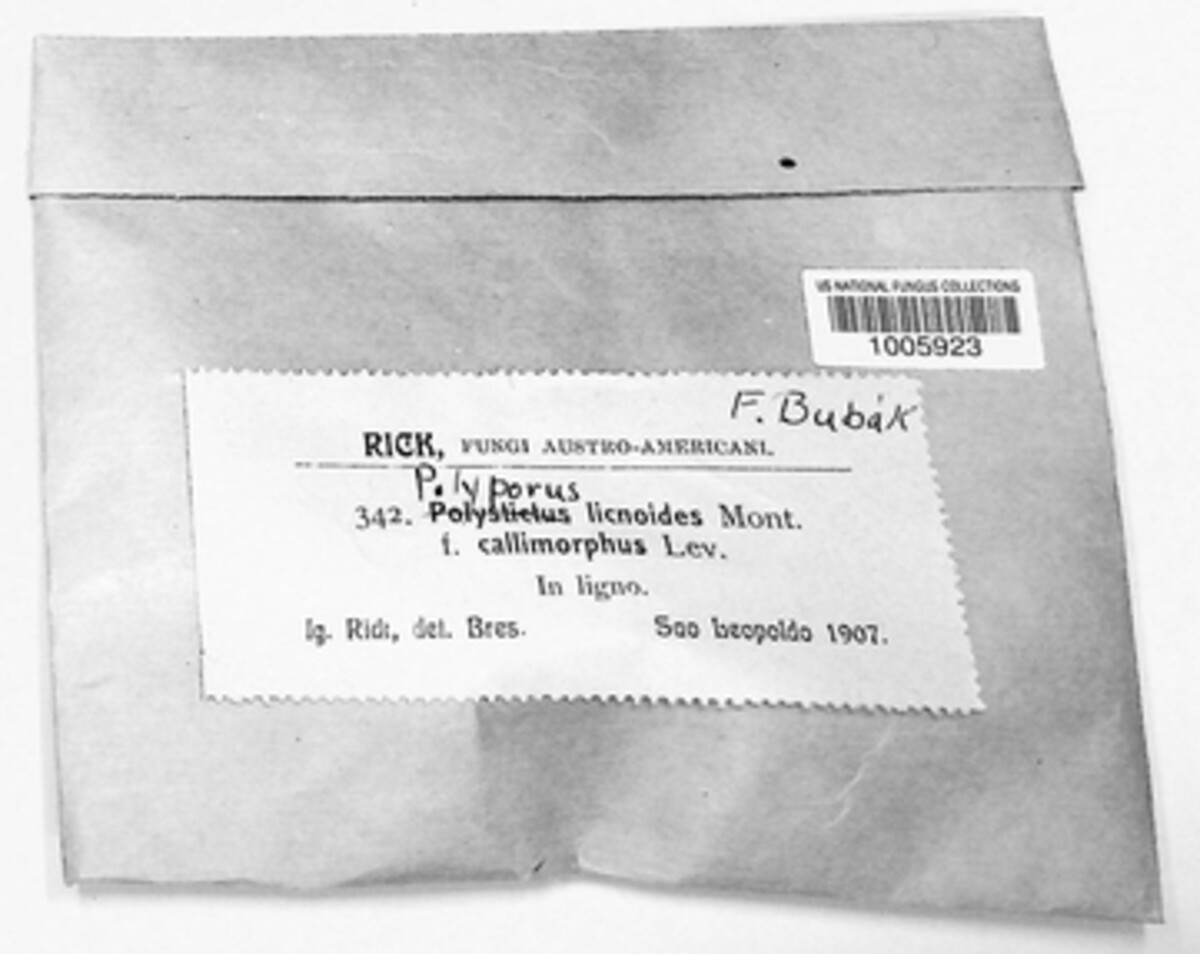 US NATIONAL FUNGUS COLLECTIONS
1005923
F. Bubák
RICK, FUNGI AUSTRO-AMERICANI.
Polyporus
342. Polystictus licnoides Mont.
f. callimorphus Lev.
In ligno.
lg. Rick, det. Bres. Sao Leopoldo 1907.